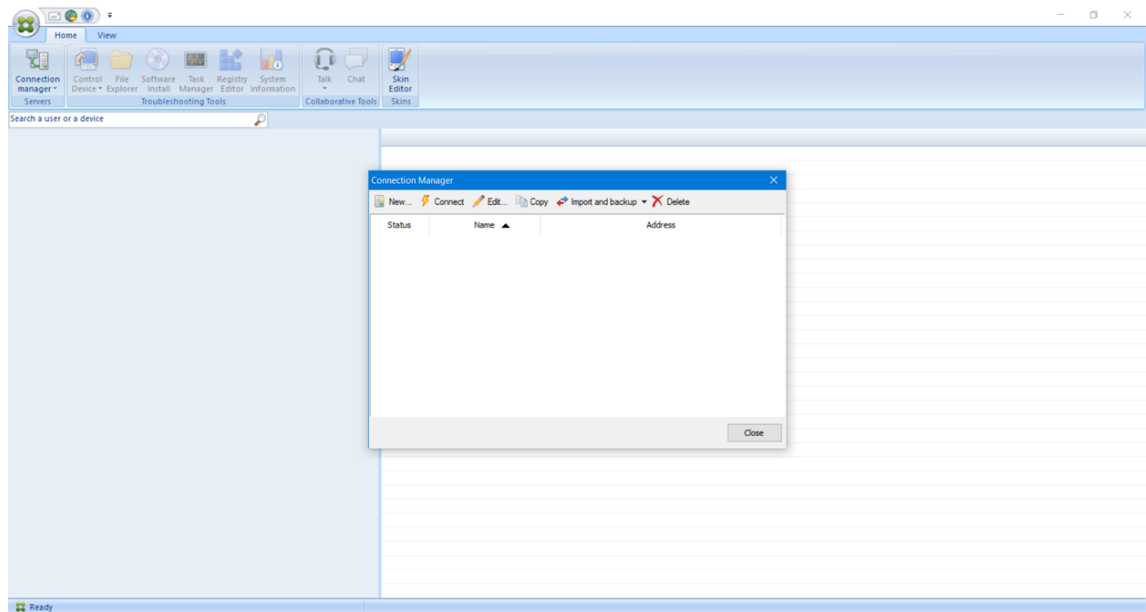 Home View
Connection manager
Control Device
File Explorer
Software Install
Task Manager
Registry Editor
System Information
Talk
Chat
Skin Editor
Servers
Troubleshooting Tools
Collaborative Tools
Skins
Search a user or a device
Connection Manager
New... Connect Edit... Copy Import and backup Delete
Status Name Address
Close
Ready